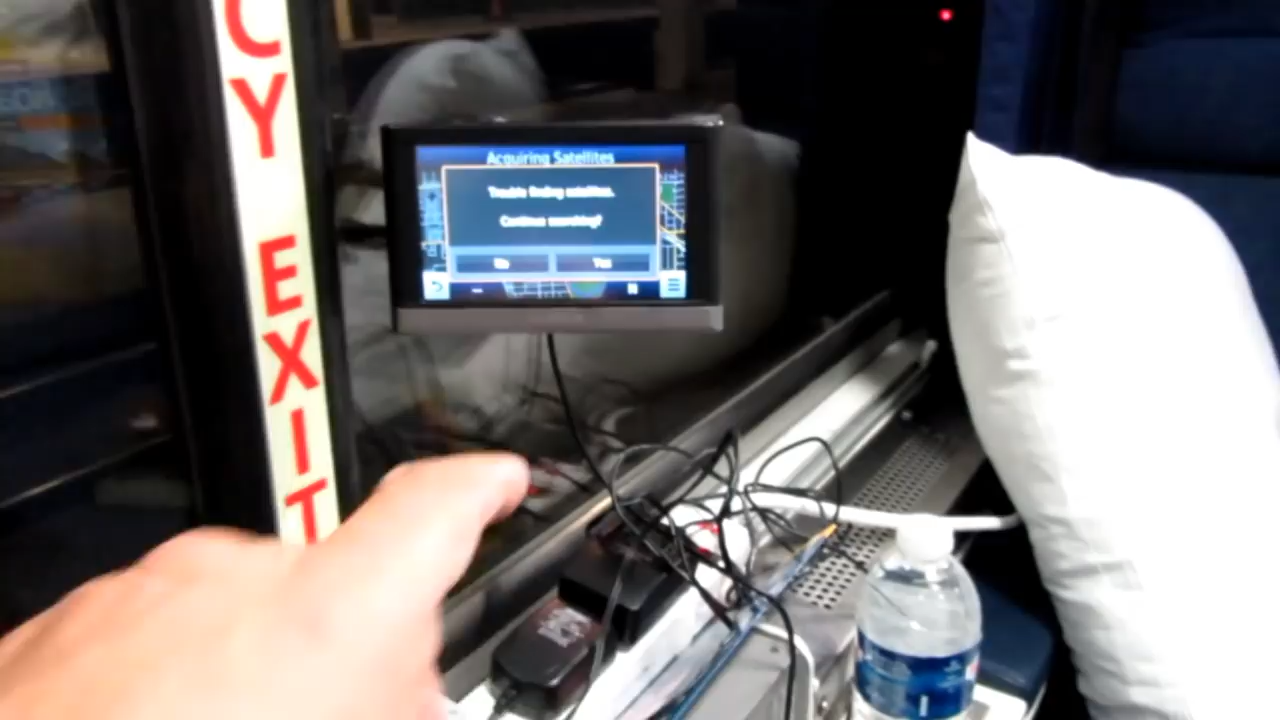 CY EXIT
Acquiring Satellites
Trouble finding satellites.
Continue searching?
No
Yes